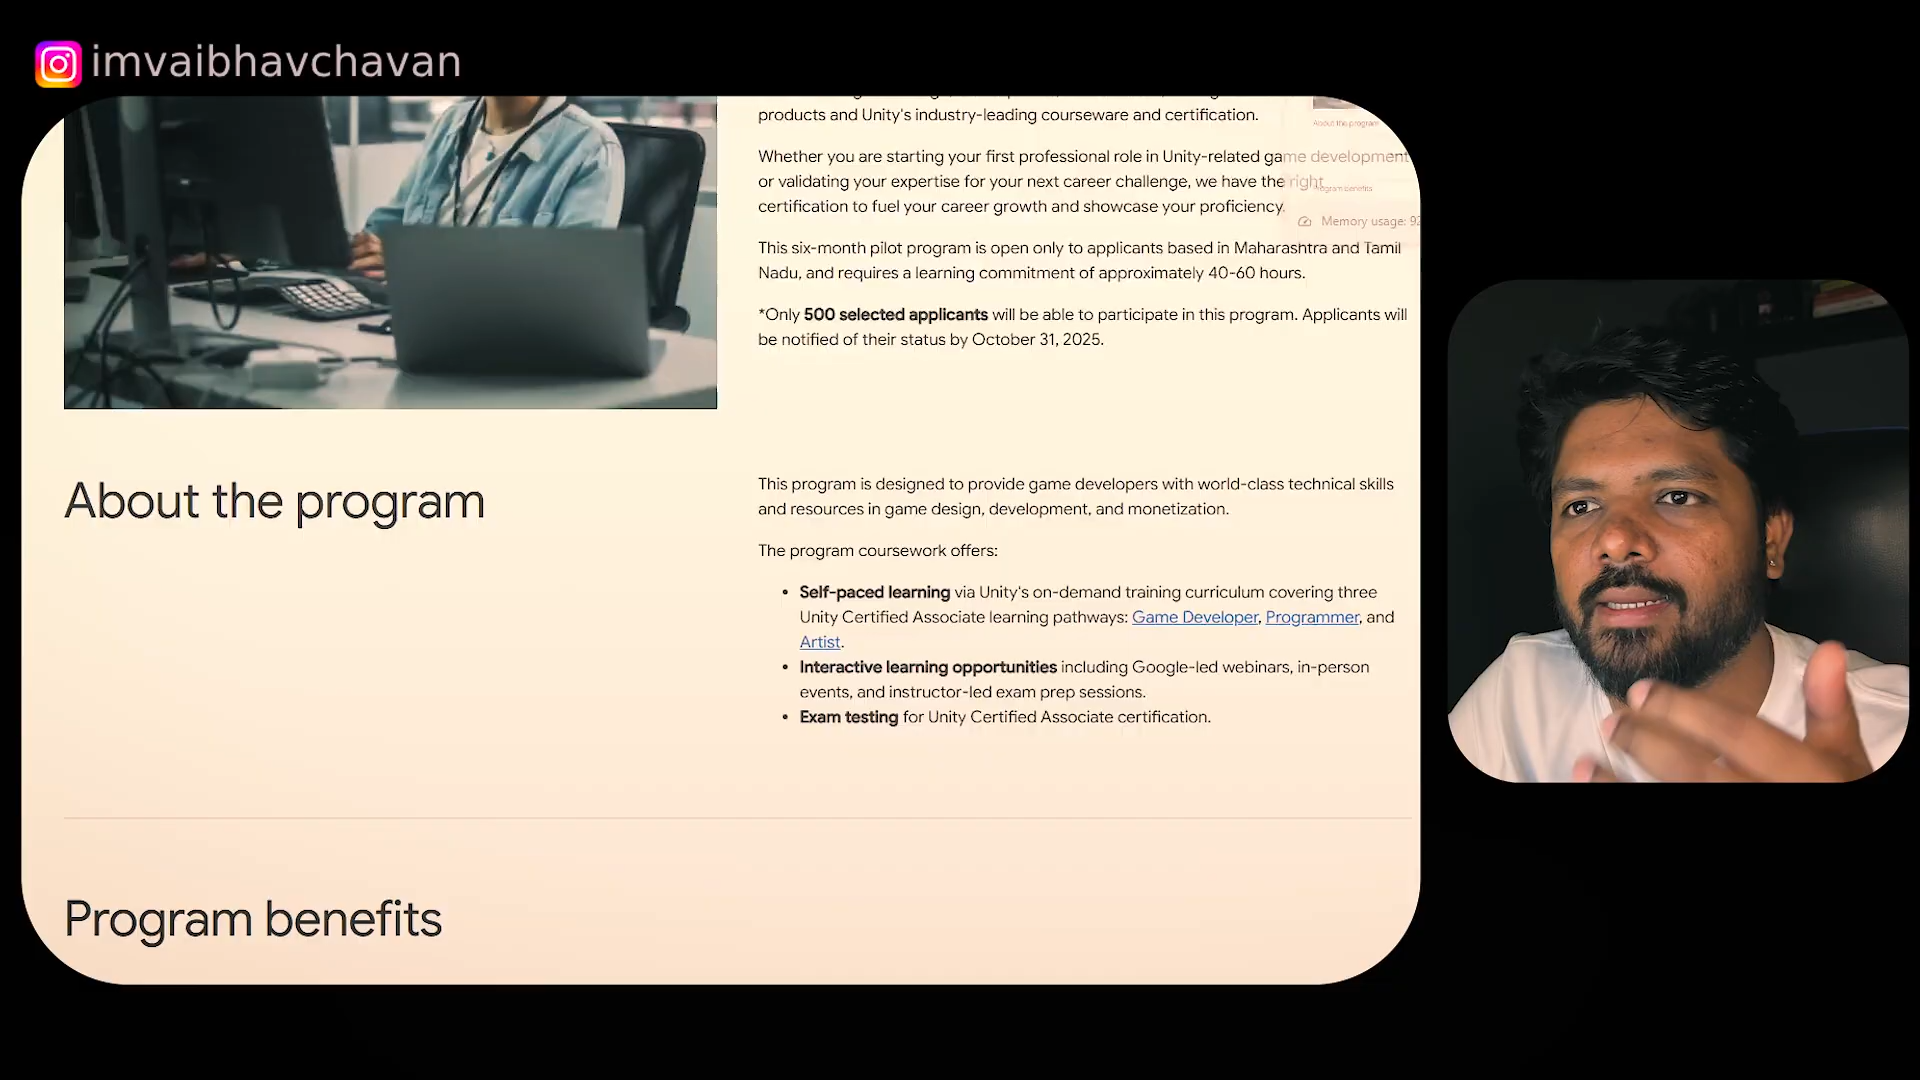 imvaibhavchavan
products and Unity's industry-leading courseware and certification.
About the program
Whether you are starting your first professional role in Unity-related game development
or validating your expertise for your next career challenge, we have the right
Program benefits
certification to fuel your career growth and showcase your proficiency.
Memory usage: 92
This six-month pilot program is open only to applicants based in Maharashtra and Tamil
Nadu, and requires a learning commitment of approximately 40-60 hours.
*Only 500 selected applicants will be able to participate in this program. Applicants will
be notified of their status by October 31, 2025.
About the program
This program is designed to provide game developers with world-class technical skills
and resources in game design, development, and monetization.
The program coursework offers:
• Self-paced learning via Unity's on-demand training curriculum covering three
Unity Certified Associate learning pathways: Game Developer, Programmer, and
Artist.
• Interactive learning opportunities including Google-led webinars, in-person
events, and instructor-led exam prep sessions.
• Exam testing for Unity Certified Associate certification.
Program benefits